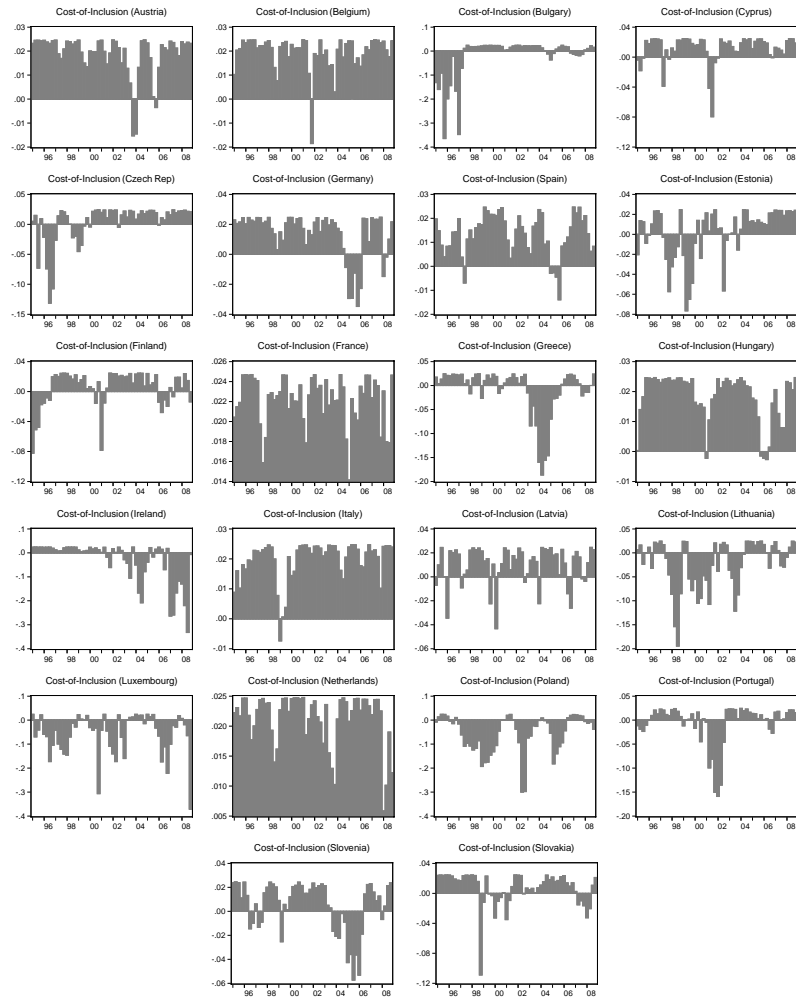 Cost-of-Inclusion (Austria)
.03
.02
.01
.00
-.01
-.02
96 98 00 02 04 06 08
Cost-of-Inclusion (Belgium)
.03
.02
.01
.00
-.01
-.02
96 98 00 02 04 06 08
Cost-of-Inclusion (Bulgary)
.1
.0
-.1
-.2
-.3
-.4
96 98 00 02 04 06 08
Cost-of-Inclusion (Cyprus)
.04
.00
-.04
-.08
-.12
96 98 00 02 04 06 08
Cost-of-Inclusion (Czech Rep)
.05
.00
-.05
-.10
-.15
96 98 00 02 04 06 08
Cost-of-Inclusion (Germany)
.04
.02
.00
-.02
-.04
96 98 00 02 04 06 08
Cost-of-Inclusion (Spain)
.03
.02
.01
.00
-.01
-.02
96 98 00 02 04 06 08
Cost-of-Inclusion (Estonia)
.04
.02
.00
-.02
-.04
-.06
-.08
96 98 00 02 04 06 08
Cost-of-Inclusion (Finland)
.04
.00
-.04
-.08
-.12
96 98 00 02 04 06 08
Cost-of-Inclusion (France)
.026
.024
.022
.020
.018
.016
.014
96 98 00 02 04 06 08
Cost-of-Inclusion (Greece)
.05
.00
-.05
-.10
-.15
-.20
96 98 00 02 04 06 08
Cost-of-Inclusion (Hungary)
.03
.02
.01
.00
-.01
96 98 00 02 04 06 08
Cost-of-Inclusion (Ireland)
.1
.0
-.1
-.2
-.3
-.4
96 98 00 02 04 06 08
Cost-of-Inclusion (Italy)
.03
.02
.01
.00
-.01
96 98 00 02 04 06 08
Cost-of-Inclusion (Latvia)
.06
.04
.02
.00
-.02
-.04
-.06
96 98 00 02 04 06 08
Cost-of-Inclusion (Lithuania)
.05
.00
-.05
-.10
-.15
-.20
96 98 00 02 04 06 08
Cost-of-Inclusion (Luxembourg)
.1
.0
-.1
-.2
-.3
-.4
96 98 00 02 04 06 08
Cost-of-Inclusion (Netherlands)
.025
.020
.015
.010
.005
96 98 00 02 04 06 08
Cost-of-Inclusion (Poland)
.1
.0
-.1
-.2
-.3
-.4
96 98 00 02 04 06 08
Cost-of-Inclusion (Portugal)
.05
.00
-.05
-.10
-.15
-.20
96 98 00 02 04 06 08
Cost-of-Inclusion (Slovenia)
.04
.02
.00
-.02
-.04
-.06
96 98 00 02 04 06 08
Cost-of-Inclusion (Slovakia)
.04
.00
-.04
-.08
-.12
96 98 00 02 04 06 08